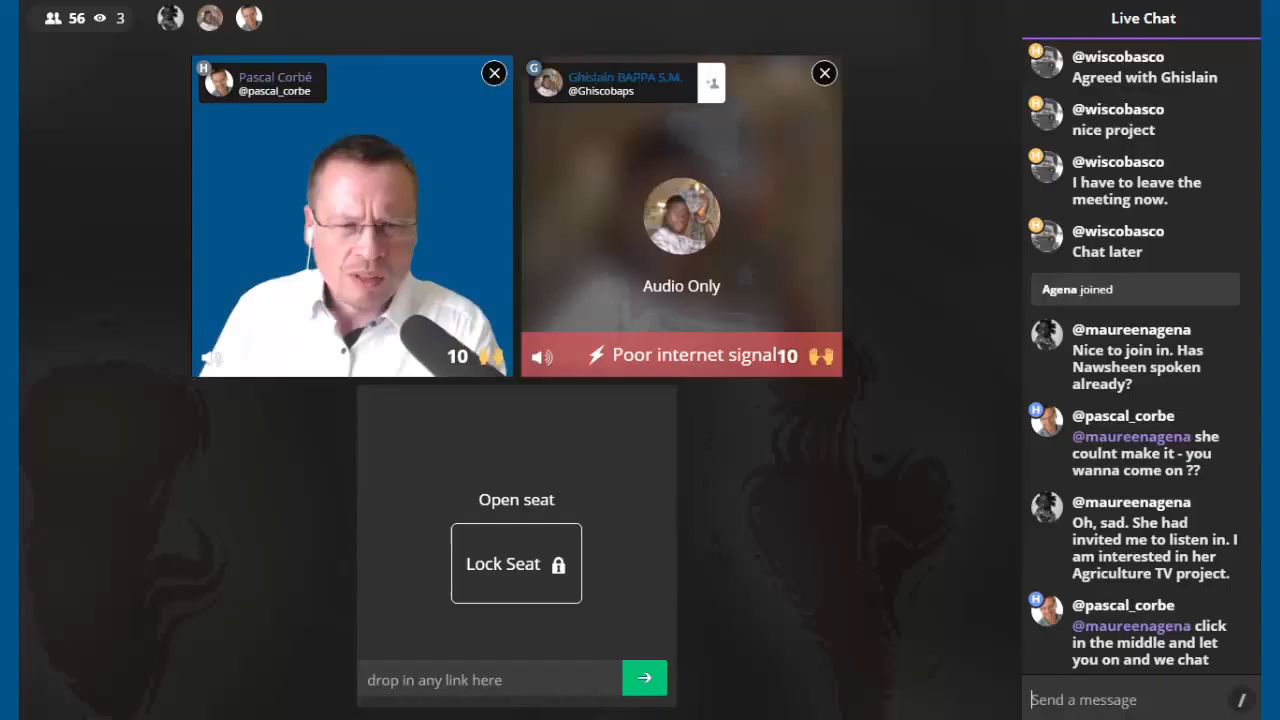 56 3
H Pascal Corbé
@pascal_corbe
G Ghislain BAPPA S.M.
@Ghiscobaps
Audio Only
10
Poor internet signal 10
Open seat
Lock Seat
drop in any link here
Live Chat
H @wiscobasco
Agreed with Ghislain
H @wiscobasco
nice project
H @wiscobasco
I have to leave the
meeting now.
H @wiscobasco
Chat later
Agena joined
@maureenagena
Nice to join in. Has
Nawsheen spoken
already?
H @pascal_corbe
@maureenagena she
counlt make it - you
wanna come on ??
@maureenagena
Oh, sad. She had
invited me to listen in. I
am interested in her
Agriculture TV project.
H @pascal_corbe
@maureenagena click
in the middle and let
you on and we chat
Send a message /